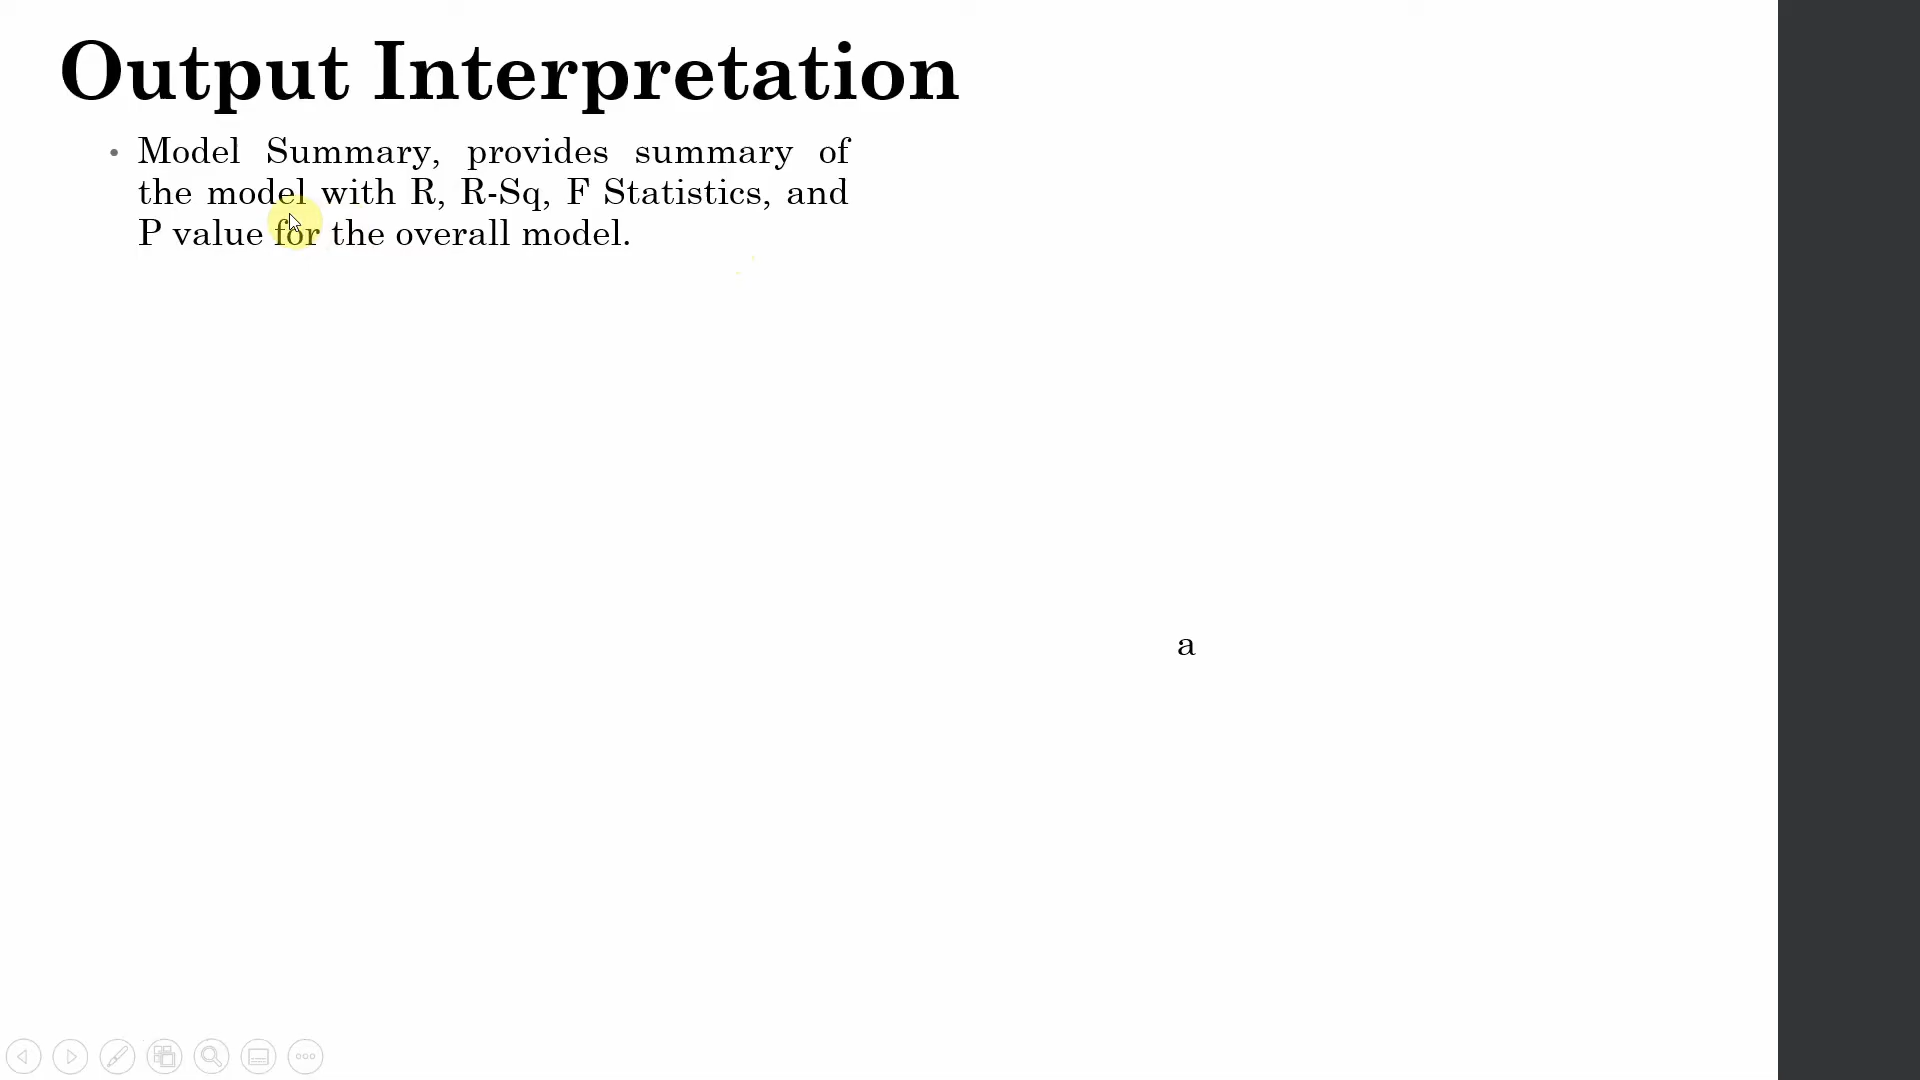 Output Interpretation
• Model Summary, provides summary of
the model with R, R-Sq, F Statistics, and
P value for the overall model.
a